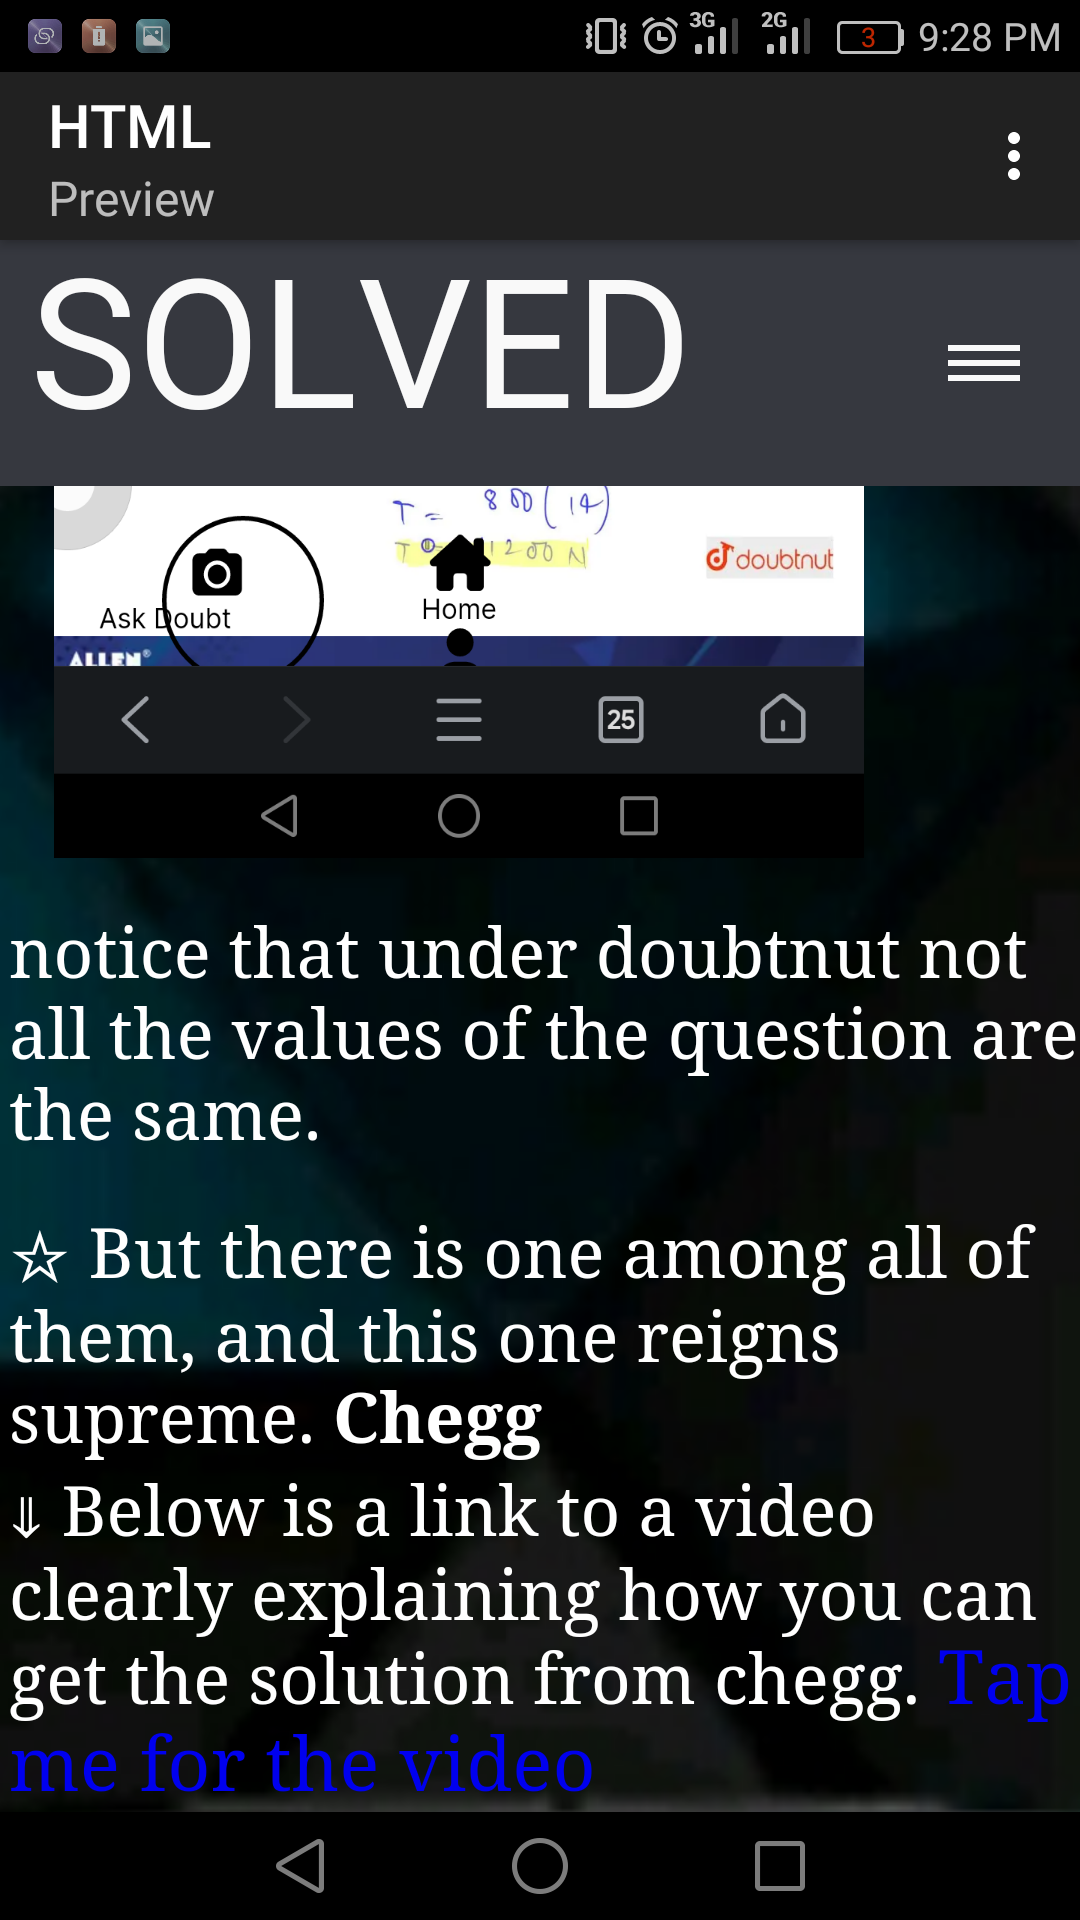 3G 2G 3 9:28 PM
HTML
Preview
SOLVED
T = 800 (14)
T = 11200 N
doubtnut
Ask Doubt
Home
ALLEN®
25
notice that under doubtnut not
all the values of the question are
the same.
☆ But there is one among all of
them, and this one reigns
supreme. Chegg
⇓ Below is a link to a video
clearly explaining how you can
get the solution from chegg. Tap
me for the video